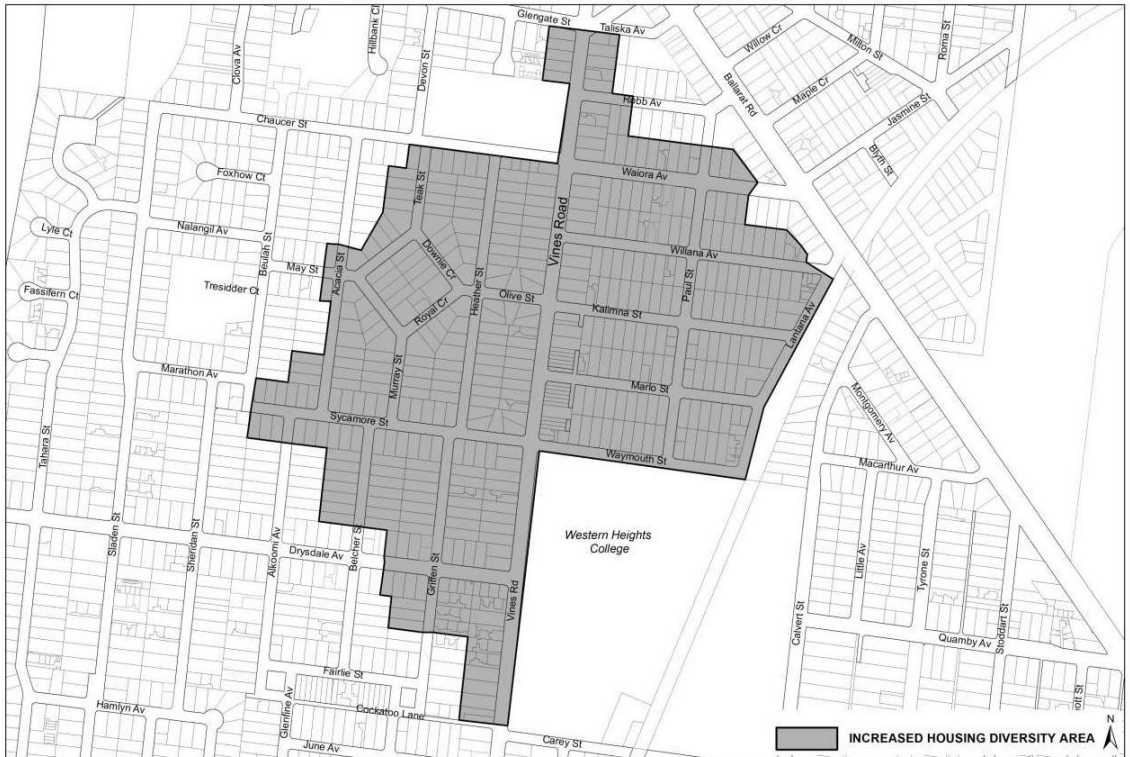 Glengate St
Taliska Av
Hillbank Ct
Clova Av
Devon St
Willow Cr
Milton St
Roma St
Ballarat Rd
Maple Cr
Jasmine St
Robb Av
Chaucer St
Blyth St
Foxhow Ct
Teak St
Waiora Av
Vines Road
Lyle Ct
Nalangil Av
Beulah St
Downie Cr
Willana Av
May St
Acacia St
Heather St
Paul St
Fassifern Ct
Tresidder Ct
Royal Cr
Olive St
Kalimna St
Lantana Av
Marathon Av
Murray St
Marlo St
Montgomery Av
Sycamore St
Tahara St
Waymouth St
Macarthur Av
Sladen St
Sheridan St
Alkoomi Av
Belcher St
Drysdale Av
Griffen St
Vines Rd
Western Heights
College
Little Av
Tyrone St
Calvert St
Stoddart St
Quamby Av
Fairlie St
Hamlyn Av
Glenfine Av
Cockatoo Lane
Carey St
June Av
INCREASED HOUSING DIVERSITY AREA
N